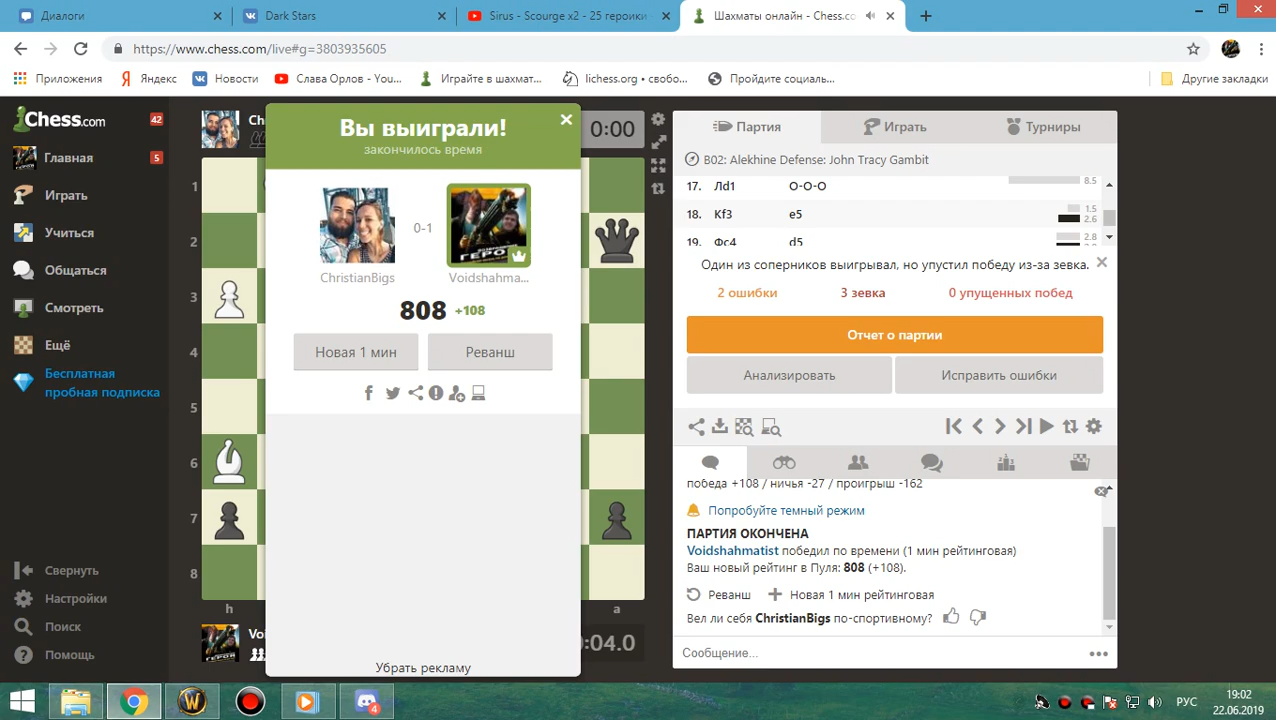 Диалоги
Dark Stars
Sirus - Scourge x2 - 25 героики -
Шахматы онлайн - Chess.co
https://www.chess.com/live#g=3803935605
Приложения
Яндекс
Новости
Слава Орлов - You...
Играйте в шахмат...
lichess.org • свобо...
Пройдите социаль...
Другие закладки
Chess.com
42
Главная
5
Играть
Учиться
Общаться
Смотреть
Ещё
Бесплатная
пробная подписка
Свернуть
Настройки
Поиск
Помощь
Ch
0:00
1
2
3
4
5
6
7
8
h
a
Voi
0:04.0
Вы выиграли!
закончилось время
0-1
ChristianBigs
Voidshahma...
808 +108
Новая 1 мин
Реванш
Убрать рекламу
Партия
Играть
Турниры
B02: Alekhine Defense: John Tracy Gambit
17. Лd1 O-O-O 8.5
18. Кf3 e5 1.5
2.6
19. Фc4 d5 2.8
Один из соперников выигрывал, но упустил победу из-за зевка.
2 ошибки
3 зевка
0 упущенных побед
Отчет о партии
Анализировать
Исправить ошибки
победа +108 / ничья -27 / проигрыш -162
Попробуйте темный режим
ПАРТИЯ ОКОНЧЕНА
Voidshahmatist победил по времени (1 мин рейтинговая)
Ваш новый рейтинг в Пуля: 808 (+108).
Реванш
Новая 1 мин рейтинговая
Вел ли себя ChristianBigs по-спортивному?
Сообщение...
4
РУС
19:02
22.06.2019